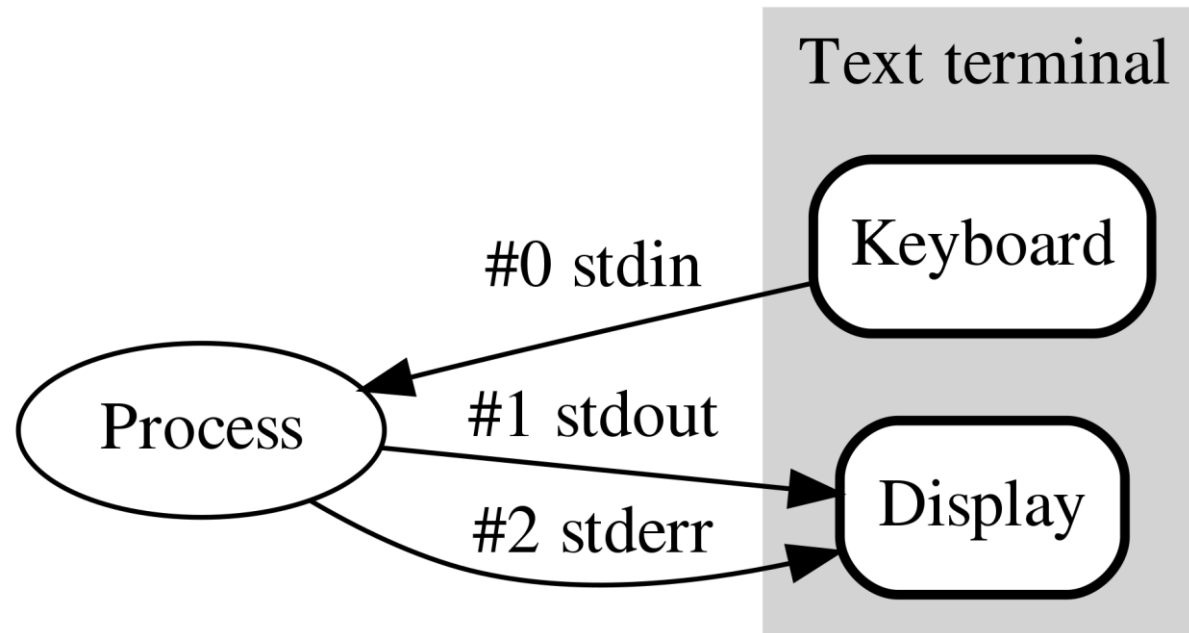 Text terminal
Keyboard
#0 stdin
Process
#1 stdout
Display
#2 stderr